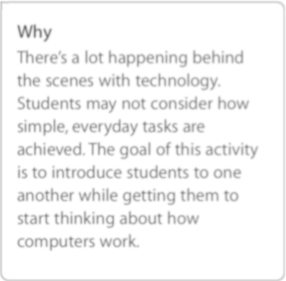 Why
There's a lot happening behind
the scenes with technology.
Students may not consider how
simple, everyday tasks are
achieved. The goal of this activity
is to introduce students to one
another while getting them to
start thinking about how
computers work.